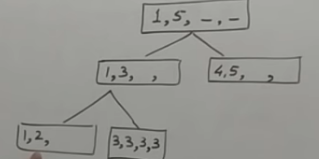 1,5, –, –
1,3, ,
4,5, ,
1,2,
3,3,3,3